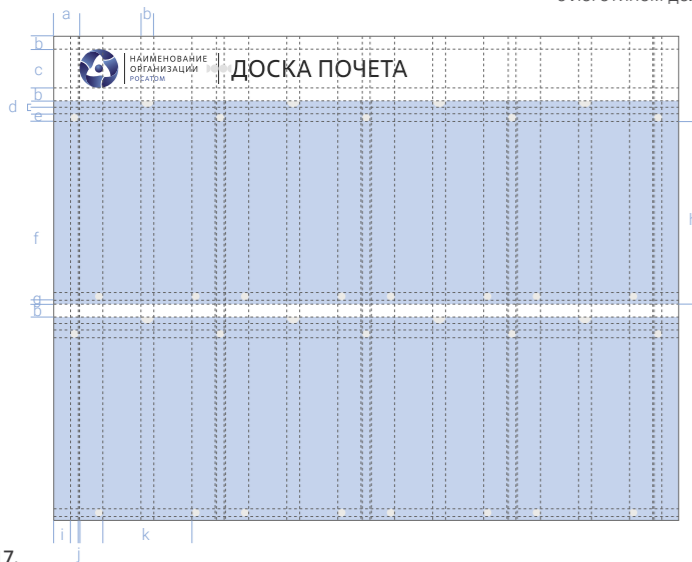 a
b
b
c
НАИМЕНОВАНИЕ
ОРГАНИЗАЦИИ
РОСАТОМ
ДОСКА ПОЧЕТА
b
d
e
f
g
b
i
k
j
7.